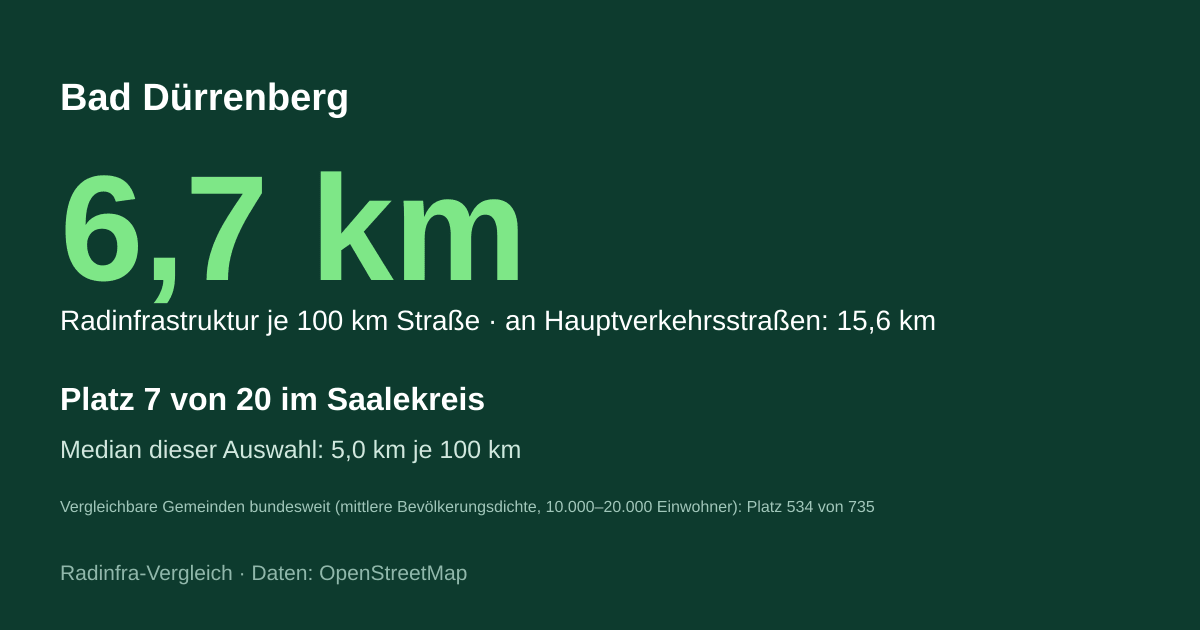 Bad Dürrenberg
6,7 km
Radinfrastruktur je 100 km Straße · an Hauptverkehrsstraßen: 15,6 km
Platz 7 von 20 im Saalekreis
Median dieser Auswahl: 5,0 km je 100 km
Vergleichbare Gemeinden bundesweit (mittlere Bevölkerungsdichte, 10.000–20.000 Einwohner): Platz 534 von 735
Radinfra-Vergleich · Daten: OpenStreetMap